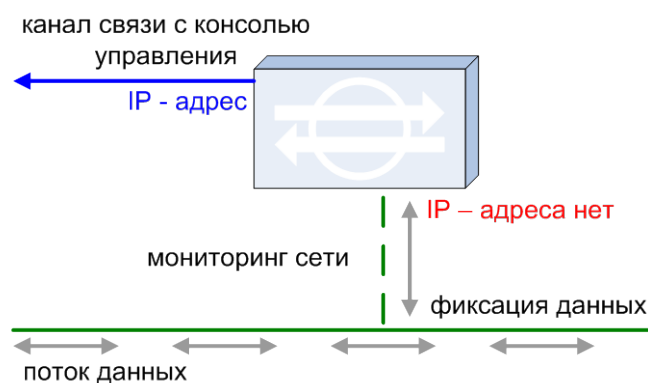 канал связи с консолью
управления
IP - адрес
IP – адреса нет
мониторинг сети
фиксация данных
поток данных